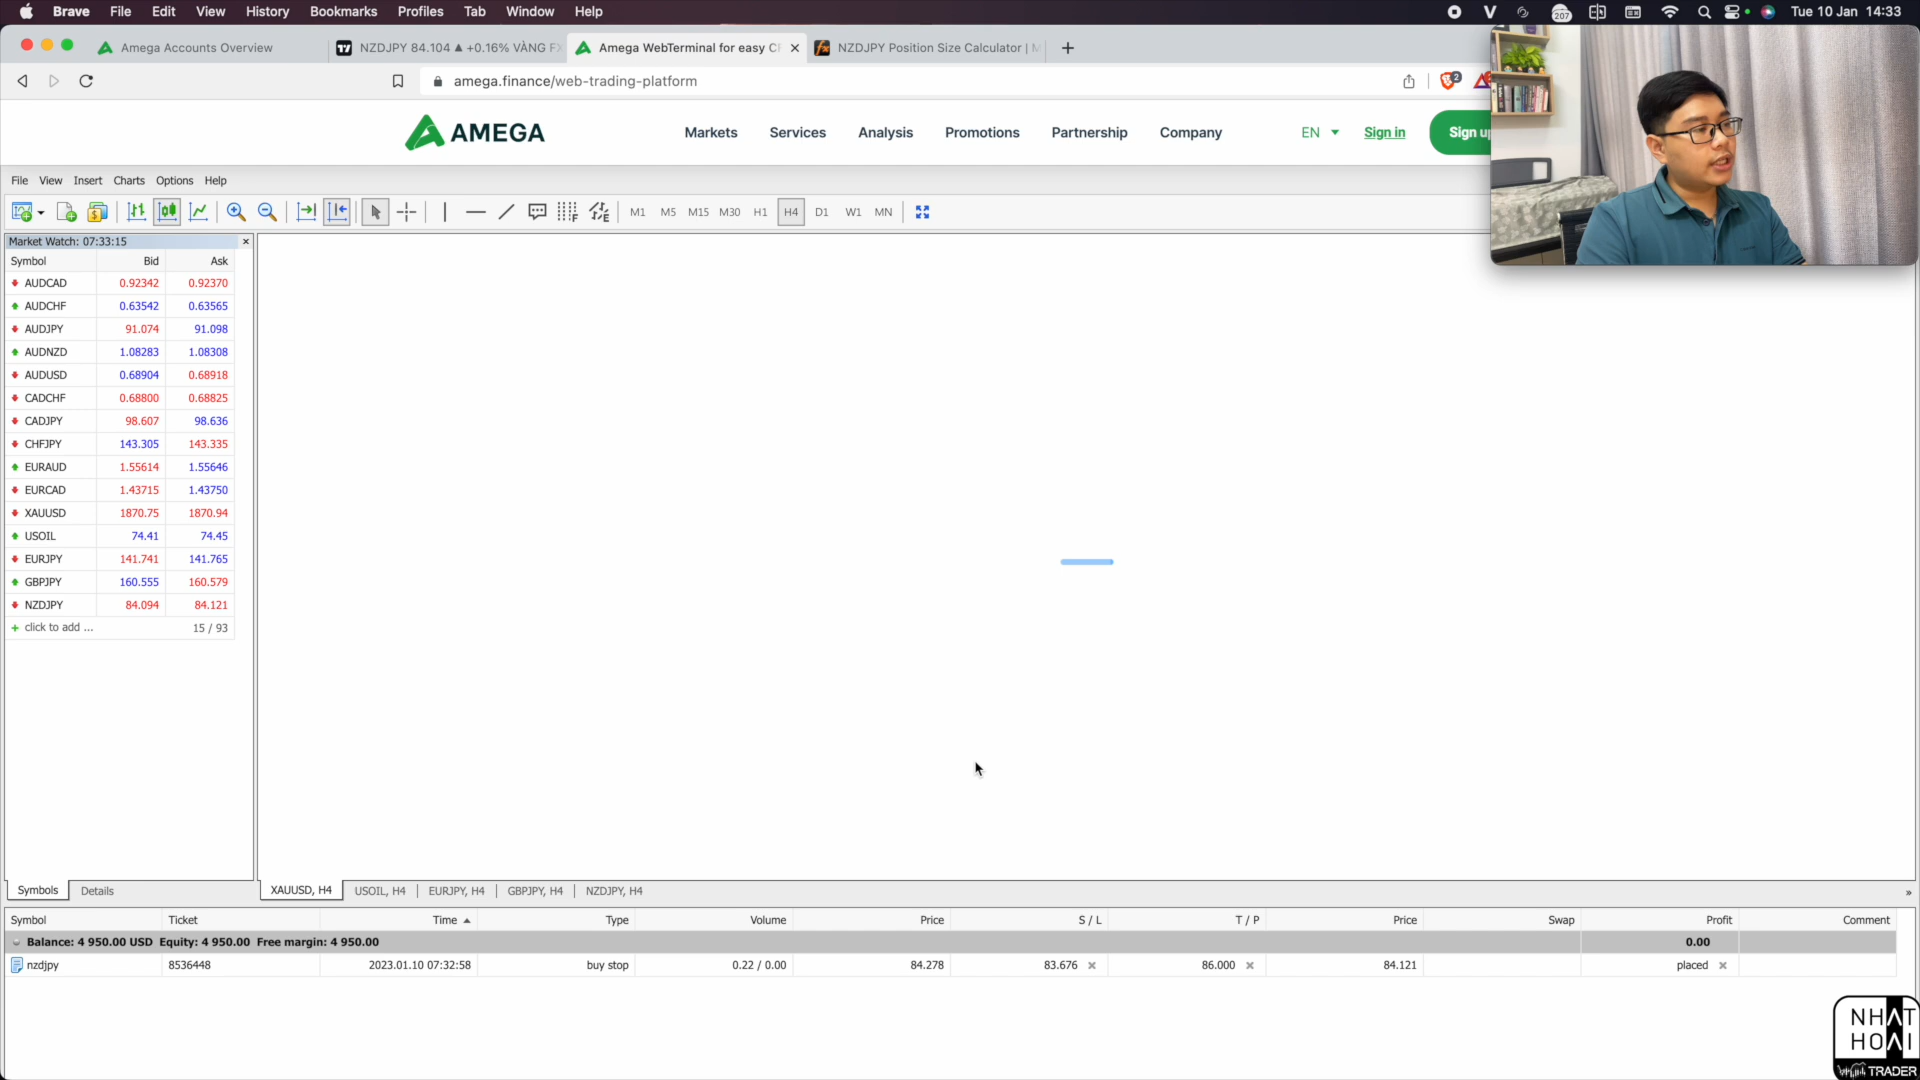 Brave File Edit View History Bookmarks Profiles Tab Window Help 207 Tue 10 Jan 14:33
Amega Accounts Overview NZDJPY 84.104 ▲ +0.16% VÀNG FX Amega WebTerminal for easy CF NZDJPY Position Size Calculator | M
amega.finance/web-trading-platform 2
AMEGA Markets Services Analysis Promotions Partnership Company EN Sign in Sign up
File View Insert Charts Options Help
M1 M5 M15 M30 H1 H4 D1 W1 MN
Market Watch: 07:33:15
Symbol Bid Ask
AUDCAD 0.92342 0.92370
AUDCHF 0.63542 0.63565
AUDJPY 91.074 91.098
AUDNZD 1.08283 1.08308
AUDUSD 0.68904 0.68918
CADCHF 0.68800 0.68825
CADJPY 98.607 98.636
CHFJPY 143.305 143.335
EURAUD 1.55614 1.55646
EURCAD 1.43715 1.43750
XAUUSD 1870.75 1870.94
USOIL 74.41 74.45
EURJPY 141.741 141.765
GBPJPY 160.555 160.579
NZDJPY 84.094 84.121
+ click to add ... 15 / 93
Symbols Details XAUUSD, H4 USOIL, H4 EURJPY, H4 GBPJPY, H4 NZDJPY, H4 »
Symbol Ticket Time Type Volume Price S / L T / P Price Swap Profit Comment
Balance: 4 950.00 USD Equity: 4 950.00 Free margin: 4 950.00 0.00
nzdjpy 8536448 2023.01.10 07:32:58 buy stop 0.22 / 0.00 84.278 83.676 86.000 84.121 placed
NHAT
HOAI
TRADER